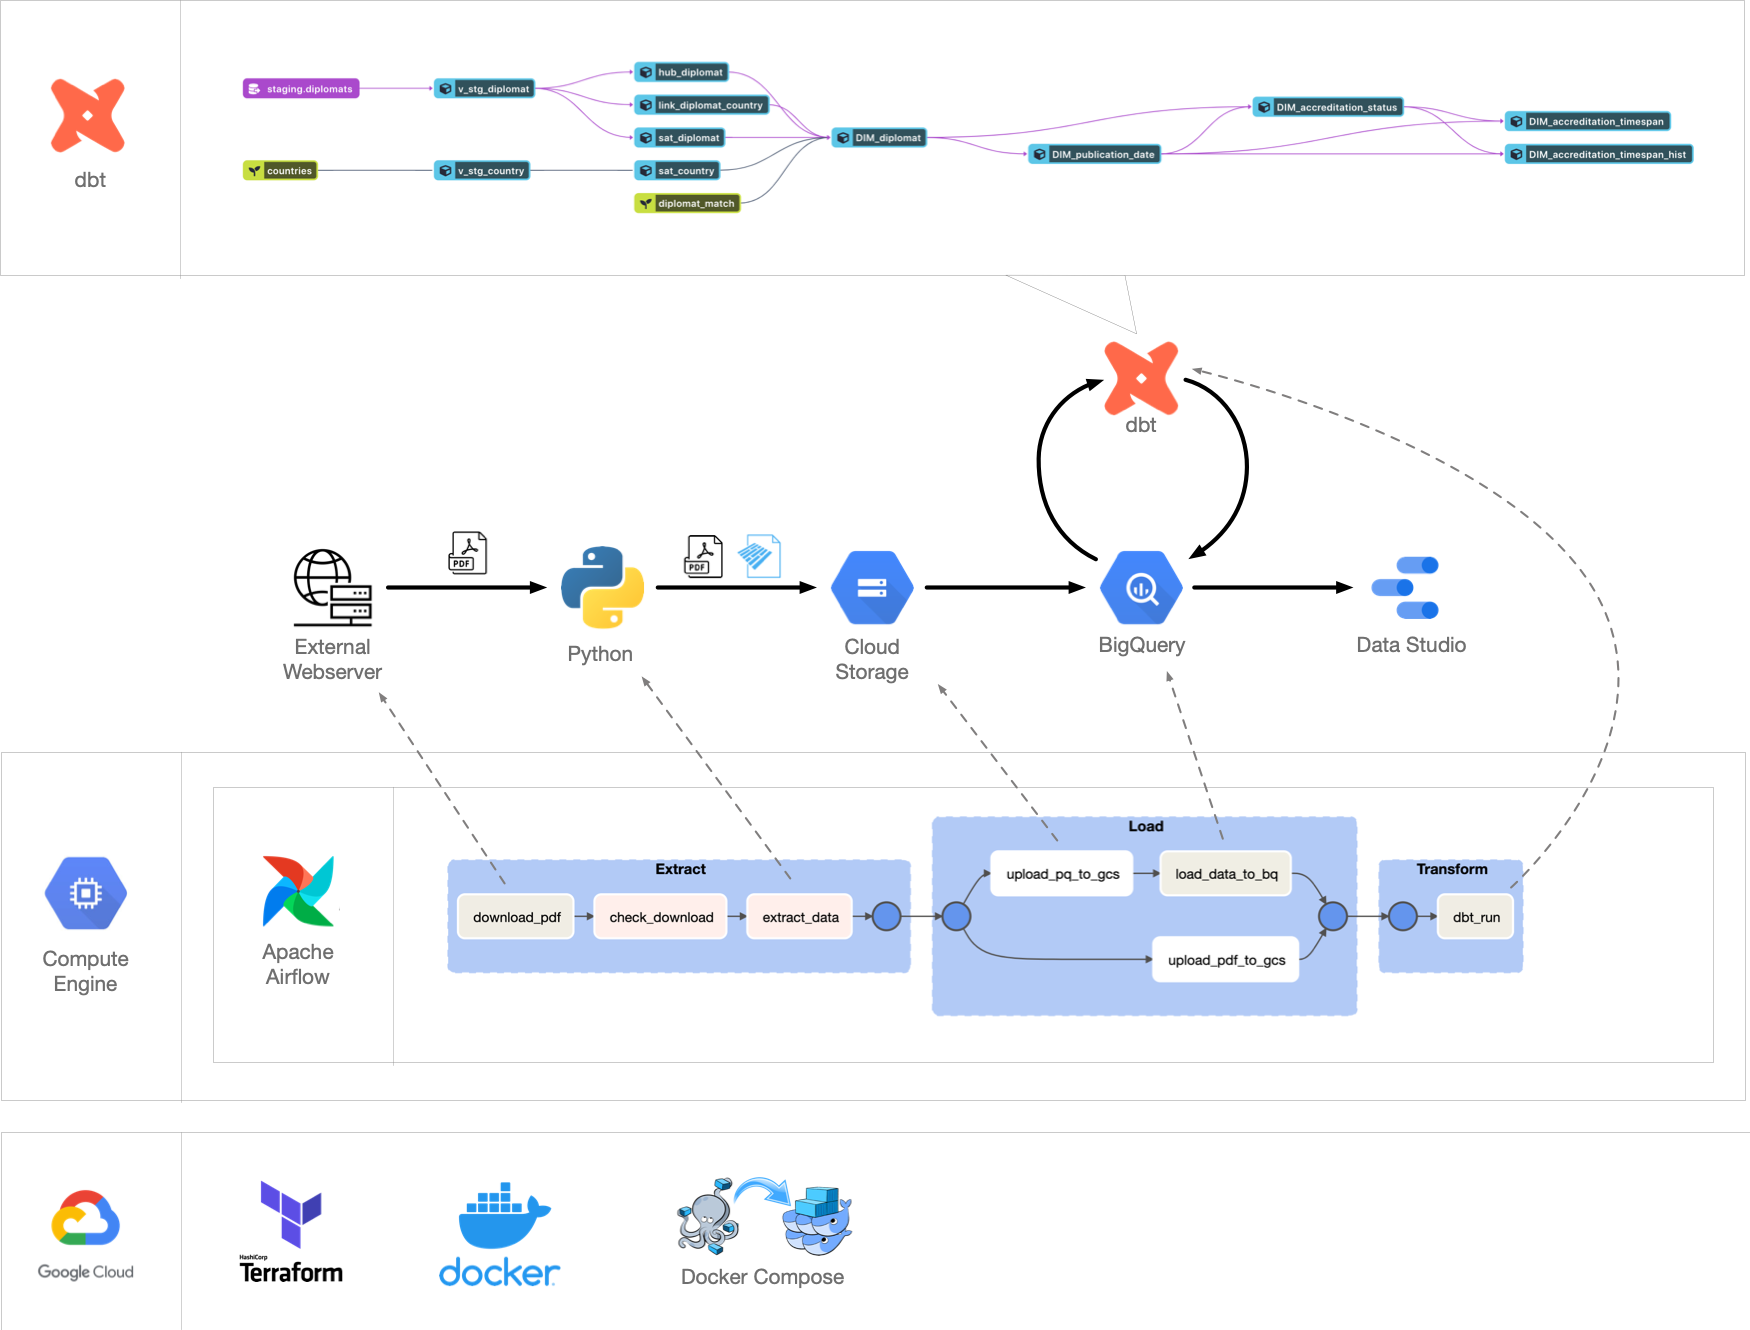 dbt
staging.diplomats
v_stg_diplomat
hub_diplomat
link_diplomat_country
sat_diplomat
countries
v_stg_country
sat_country
diplomat_match
DIM_diplomat
DIM_publication_date
DIM_accreditation_status
DIM_accreditation_timespan
DIM_accreditation_timespan_hist
dbt
PDF
PDF
External
Webserver
Python
Cloud
Storage
BigQuery
Data Studio
Compute
Engine
Apache
Airflow
Extract
download_pdf
check_download
extract_data
Load
upload_pq_to_gcs
load_data_to_bq
upload_pdf_to_gcs
Transform
dbt_run
Google Cloud
HashiCorp
Terraform
docker
Docker Compose